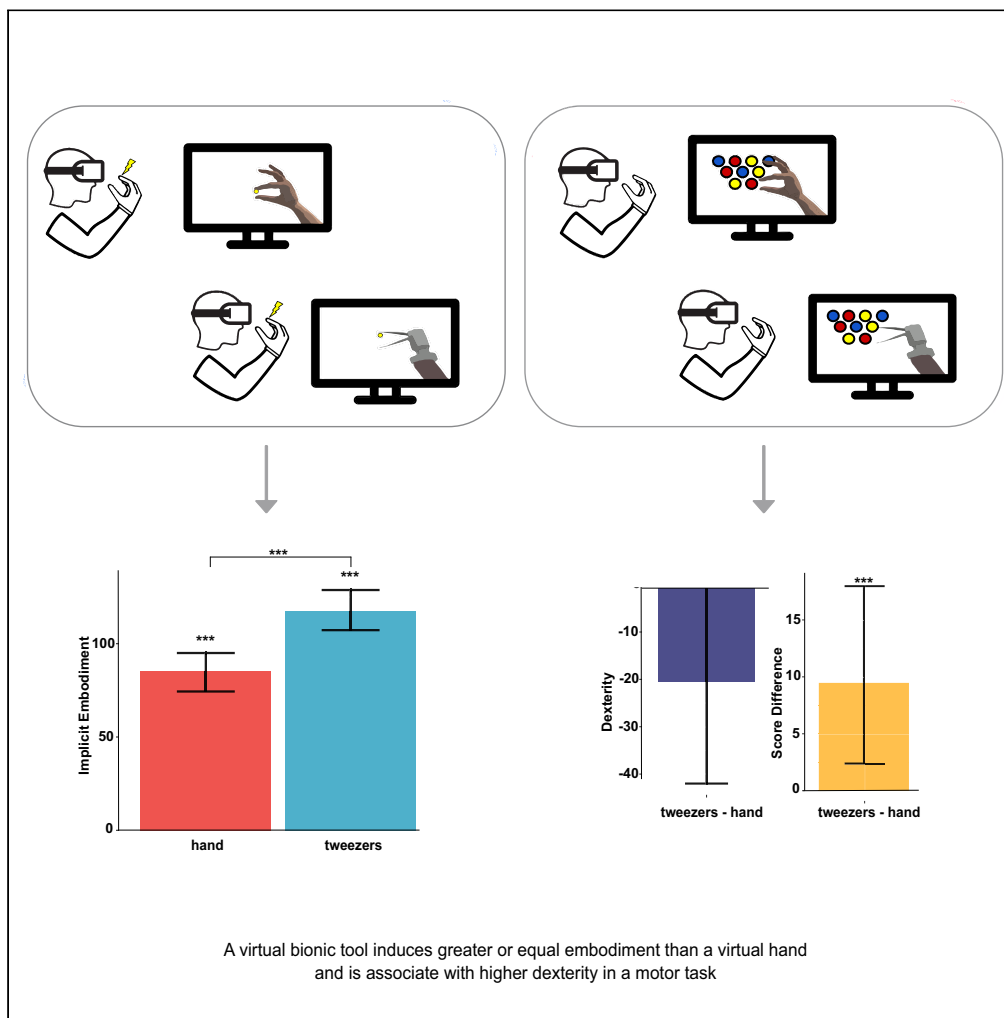 ***
***
***
100
50
0
Implicit Embodiment
hand
tweezers
-10
-20
-30
-40
Dexterity
tweezers - hand
***
15
10
5
0
Score Difference
tweezers - hand
A virtual bionic tool induces greater or equal embodiment than a virtual hand
and is associate with higher dexterity in a motor task